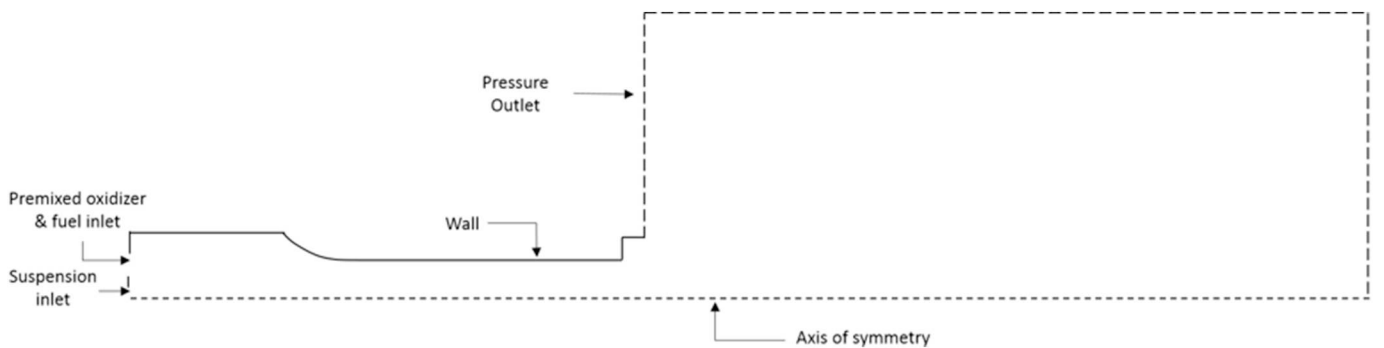 Pressure
Outlet
Premixed oxidizer
& fuel inlet
Wall
Suspension
inlet
Axis of symmetry